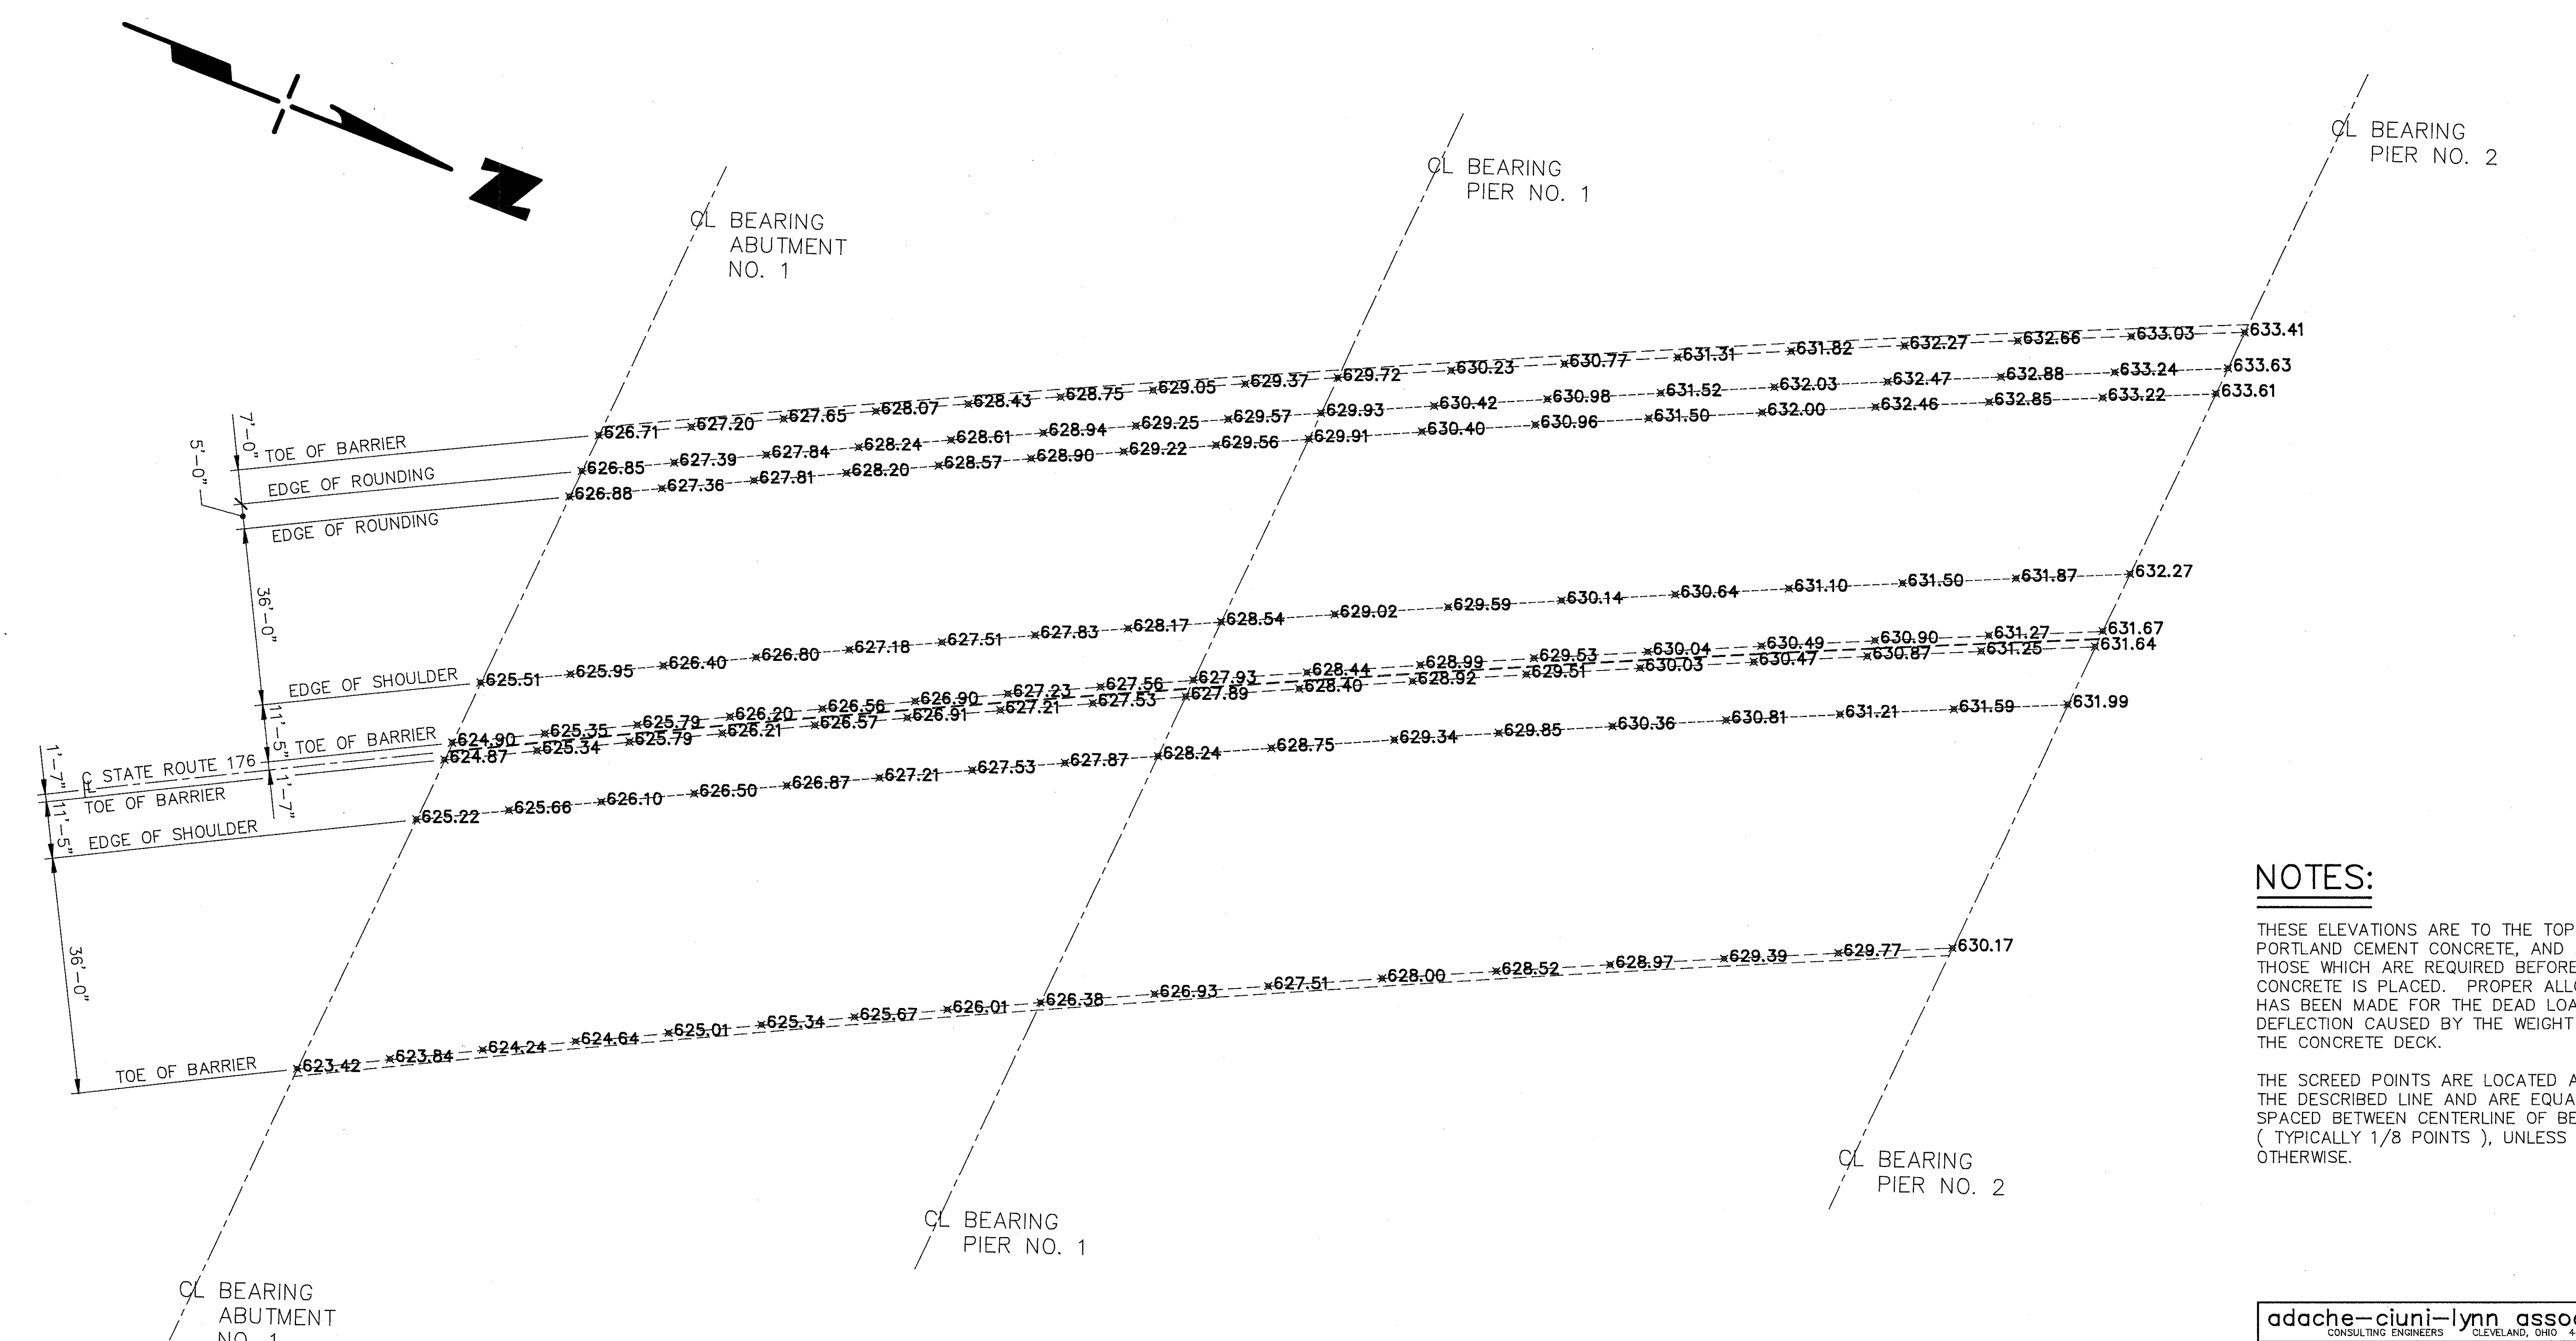 N
CL BEARING
ABUTMENT
NO. 1
CL BEARING
PIER NO. 1
CL BEARING
PIER NO. 2
7'-0"
5'-0"
36'-0"
11'-5"
1'-7"
1'-7"
11'-5"
36'-0"
TOE OF BARRIER
626.71 627.20 627.65 628.07 628.43 628.75 629.05 629.37 629.72 630.23 630.77 631.31 631.82 632.27 632.66 633.03 633.41
EDGE OF ROUNDING
626.85 627.39 627.84 628.24 628.61 628.94 629.25 629.57 629.93 630.42 630.98 631.52 632.03 632.47 632.88 633.24 633.63
EDGE OF ROUNDING
626.88 627.36 627.81 628.20 628.57 628.90 629.22 629.56 629.91 630.40 630.96 631.50 632.00 632.46 632.85 633.22 633.61
EDGE OF SHOULDER
625.51 625.95 626.40 626.80 627.18 627.51 627.83 628.17 628.54 629.02 629.59 630.14 630.64 631.10 631.50 631.87 632.27
TOE OF BARRIER
624.90 625.35 625.79 626.20 626.56 626.90 627.23 627.56 627.93 628.44 628.99 629.53 630.04 630.49 630.90 631.27 631.67
CL STATE ROUTE 176
TOE OF BARRIER
624.87 625.34 625.79 626.21 626.57 626.91 627.21 627.53 627.89 628.40 628.92 629.51 630.03 630.47 630.87 631.25 631.64
EDGE OF SHOULDER
625.22 625.66 626.10 626.50 626.87 627.21 627.53 627.87 628.24 628.75 629.34 629.85 630.36 630.81 631.21 631.59 631.99
TOE OF BARRIER
623.42 623.84 624.24 624.64 625.01 625.34 625.67 626.01 626.38 626.93 627.51 628.00 628.52 628.97 629.39 629.77 630.17
CL BEARING
ABUTMENT
NO. 1
CL BEARING
PIER NO. 1
CL BEARING
PIER NO. 2
NOTES:
THESE ELEVATIONS ARE TO THE TOP
PORTLAND CEMENT CONCRETE, AND
THOSE WHICH ARE REQUIRED BEFORE
CONCRETE IS PLACED. PROPER
HAS BEEN MADE FOR THE DEAD
DEFLECTION CAUSED BY THE WEIGHT
THE CONCRETE DECK.
THE SCREED POINTS ARE LOCATED
THE DESCRIBED LINE AND ARE
SPACED BETWEEN CENTERLINE OF
( TYPICALLY 1/8 POINTS ), UNLESS
OTHERWISE.
adache-ciuni-lynn
CONSULTING ENGINEERS CLEVELAND, OHIO